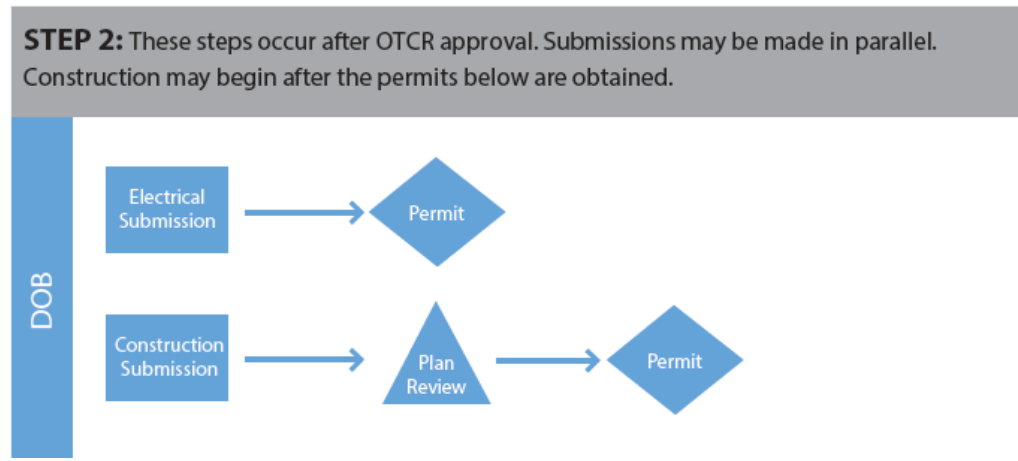 STEP 2: These steps occur after OTCR approval. Submissions may be made in parallel.
Construction may begin after the permits below are obtained.
DOB
Electrical
Submission
Permit
Construction
Submission
Plan
Review
Permit